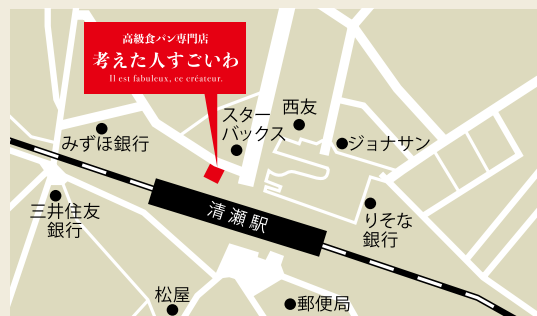 高級食パン専門店
考えた人すごいわ
Il est fabuleux, ce créateur.
スター
バックス
西友
ジョナサン
みずほ銀行
三井住友
銀行
清瀬駅
りそな
銀行
松屋
郵便局